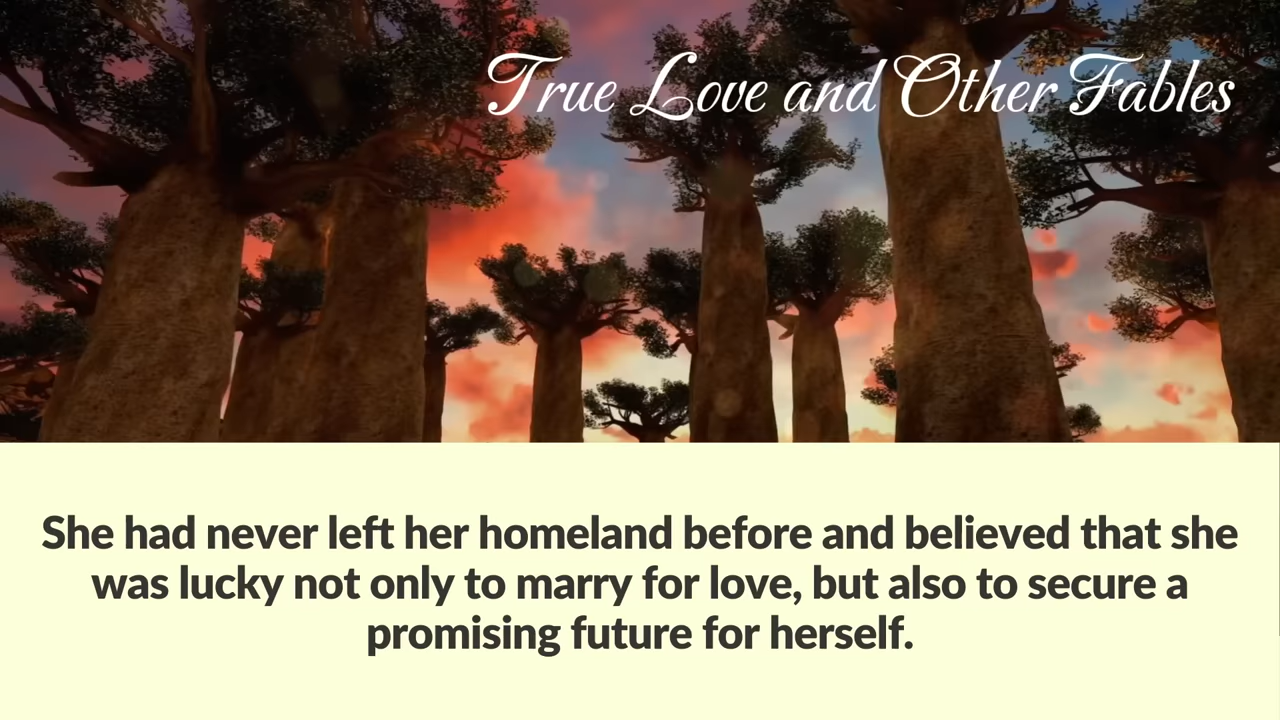 True Love and Other Fables
She had never left her homeland before and believed that she
was lucky not only to marry for love, but also to secure a
promising future for herself.